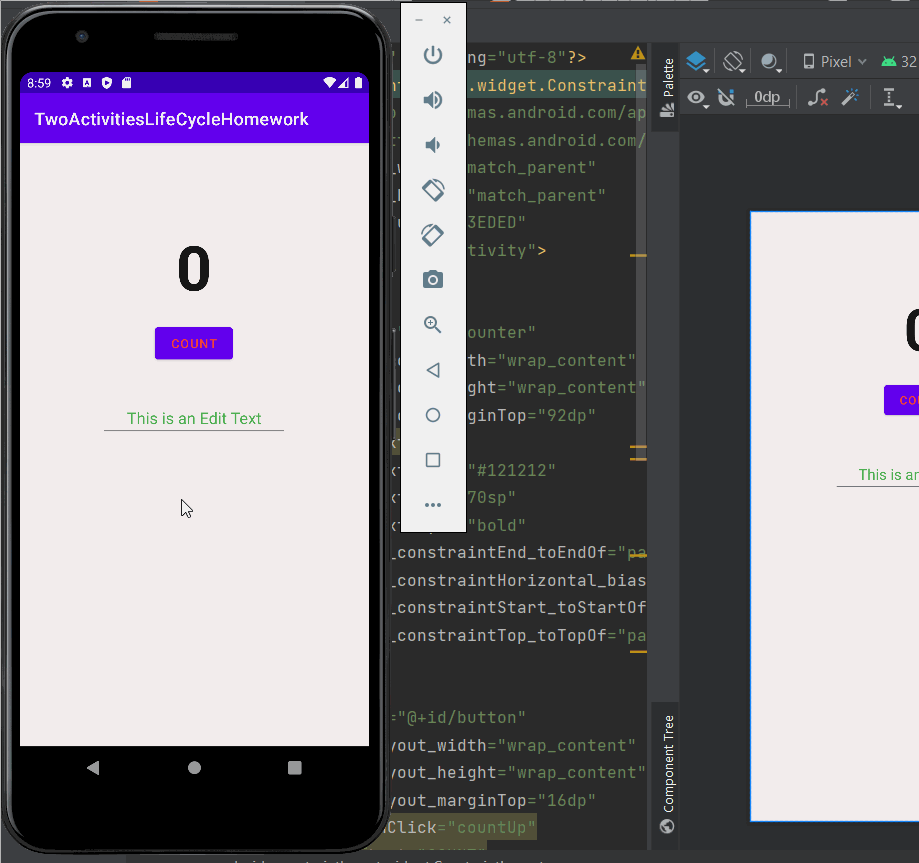 8:59
TwoActivitiesLifeCycleHomework
0
COUNT
This is an Edit Text
ng="utf-8"?>
.widget.Constraint
mas.android.com/ap
hemas.android.com/
match_parent"
"match_parent"
3EDED"
tivity">
ounter"
th="wrap_content"
ght="wrap_content"
ginTop="92dp"
"#121212"
70sp"
"bold"
_constraintEnd_toEndOf="pa
_constraintHorizontal_bias
_constraintStart_toStartOf
_constraintTop_toTopOf="pa
="@+id/button"
yout_width="wrap_content"
yout_height="wrap_content"
yout_marginTop="16dp"
Click="countUp"
Palette
Component Tree
Pixel
32
0dp
0
CO
This is an